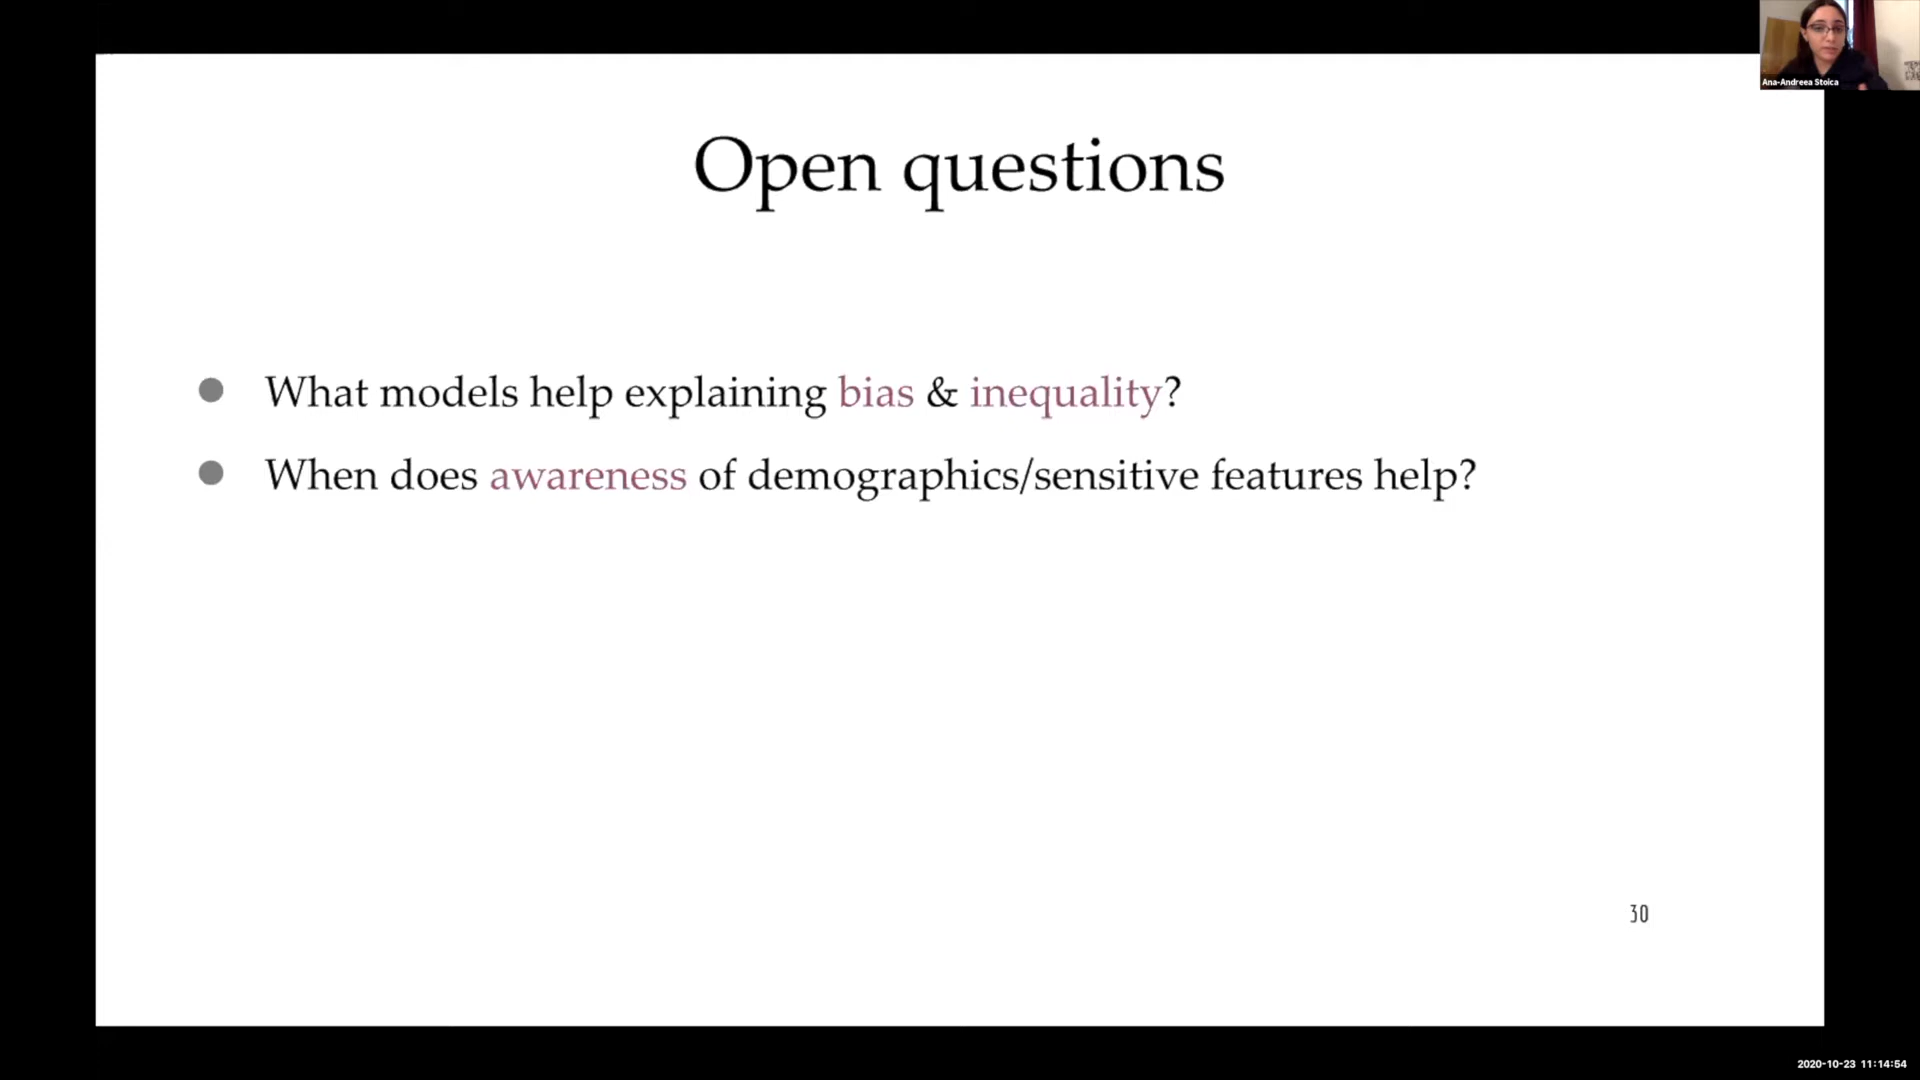 Ana-Andreea Stoica
Open questions
What models help explaining bias & inequality?
When does awareness of demographics/sensitive features help?
30
2020-10-23 11:14:54